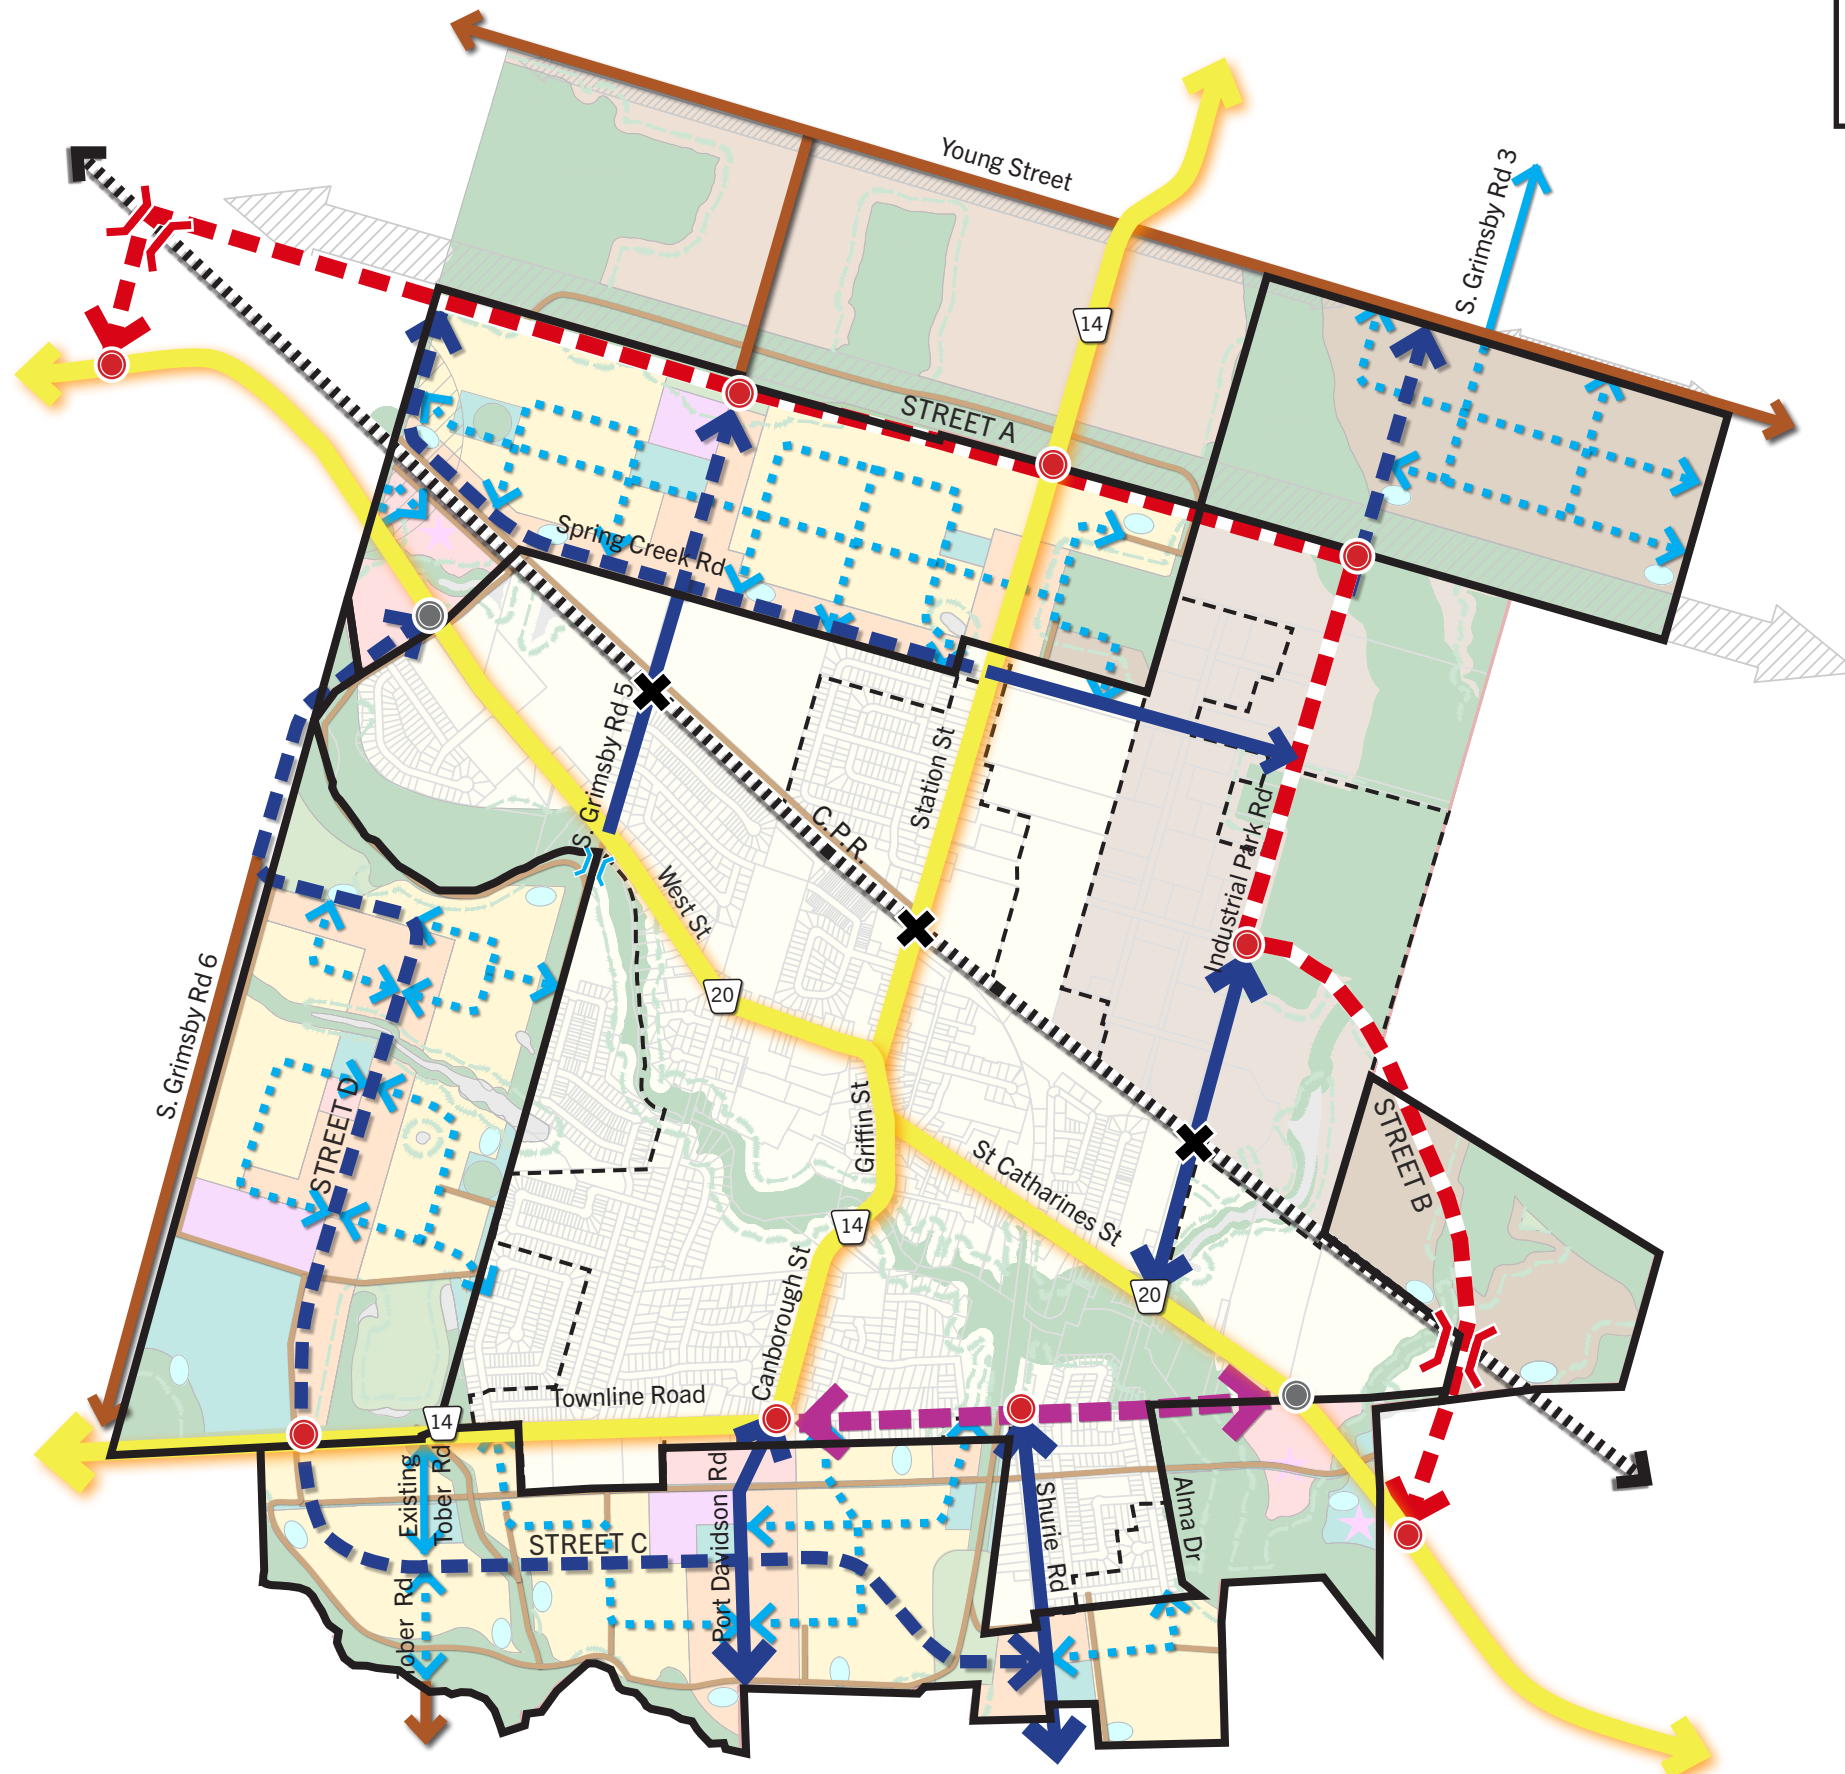 Young Street
S. Grimsby Rd 3
14
STREET A
Spring Creek Rd
S. Grimsby Rd 5
Station St
C.P.R.
Industrial Park Rd
West St
20
S. Grimsby Rd 6
STREET D
Griffin St
St Catharines St
STREET B
14
Canborough St
20
Townline Road
14
Existing
Tober Rd
STREET C
Port Davidson Rd
Shurie Rd
Alma Dr
Tober Rd